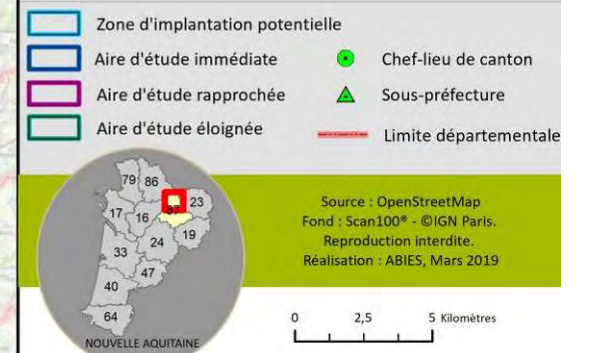 Zone d'implantation potentielle
Aire d'étude immédiate
Chef-lieu de canton
Aire d'étude rapprochée
Sous-préfecture
Aire d'étude éloignée
Limite départementale
79 86
87 23
17 16
24 19
33
47
40
64
NOUVELLE AQUITAINE
Source : OpenStreetMap
Fond : Scan100® - ©IGN Paris.
Reproduction interdite.
Réalisation : ABIES, Mars 2019
0 2,5 5 Kilomètres